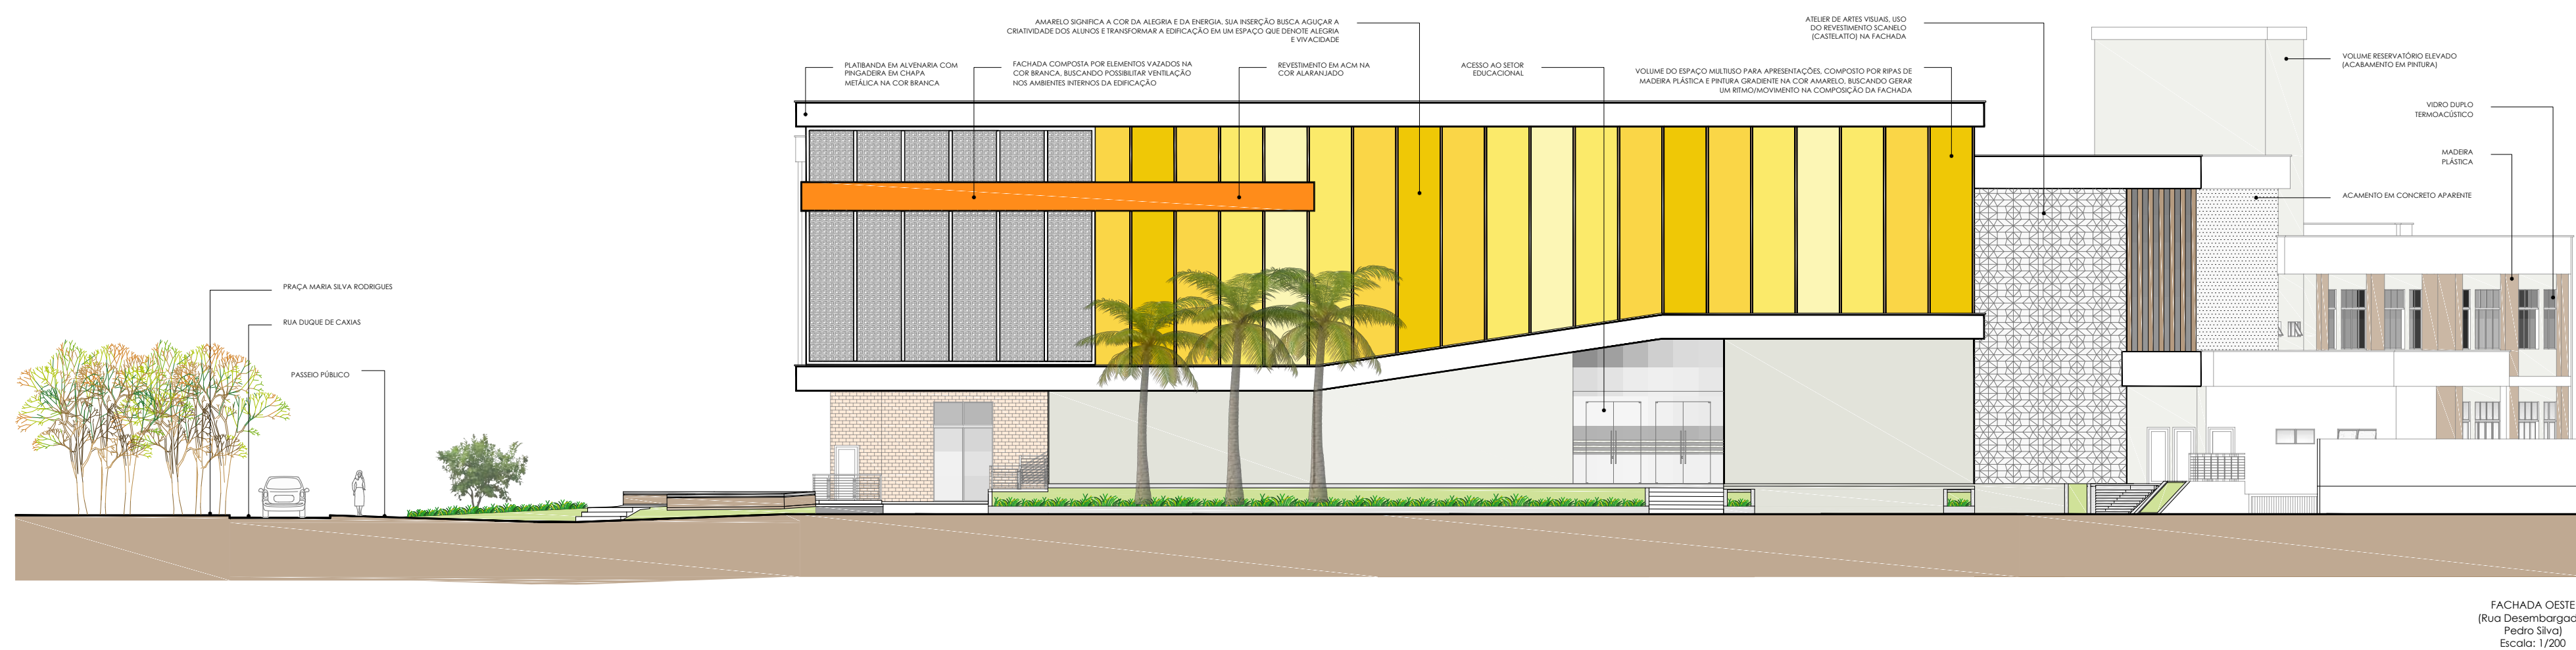 AMARELO SIGNIFICA A COR DA ALEGRIA E DA ENERGIA. SUA INSERÇÃO BUSCA AGUÇAR A
CRIATIVIDADE DOS ALUNOS E TRANSFORMAR A EDIFICAÇÃO EM UM ESPAÇO QUE DENOTE ALEGRIA
E VIVACIDADE
ATELIER DE ARTES VISUAIS, USO
DO REVESTIMENTO SCANELO
(CASTELATTO) NA FACHADA
PLATIBANDA EM ALVENARIA COM
PINGADEIRA EM CHAPA
METÁLICA NA COR BRANCA
FACHADA COMPOSTA POR ELEMENTOS VAZADOS NA
COR BRANCA, BUSCANDO POSSIBILITAR VENTILAÇÃO
NOS AMBIENTES INTERNOS DA EDIFICAÇÃO
REVESTIMENTO EM ACM NA
COR ALARANJADO
ACESSO AO SETOR
EDUCACIONAL
VOLUME DO ESPAÇO MULTIUSO PARA APRESENTAÇÕES, COMPOSTO POR RIPAS DE
MADEIRA PLÁSTICA E PINTURA GRADIENTE NA COR AMARELO, BUSCANDO GERAR
UM RITMO/MOVIMENTO NA COMPOSIÇÃO DA FACHADA
VOLUME RESERVATÓRIO ELEVADO
(ACABAMENTO EM PINTURA)
VIDRO DUPLO
TERMOACÚSTICO
MADEIRA
PLÁSTICA
ACAMENTO EM CONCRETO APARENTE
PRAÇA MARIA SILVA RODRIGUES
RUA DUQUE DE CAXIAS
PASSEIO PÚBLICO
FACHADA OESTE
(Rua Desembargad
Pedro Silva)
Escala: 1/200